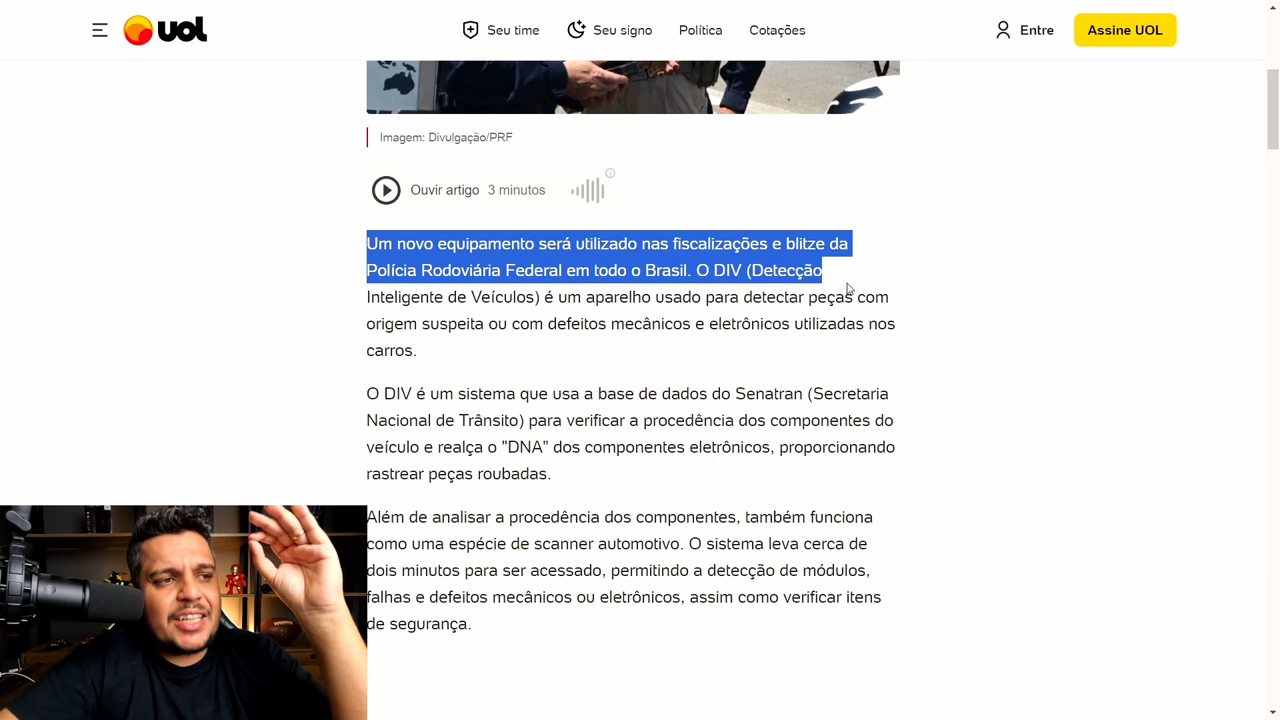 uol
Seu time
Seu signo
Política
Cotações
Entre
Assine UOL
Imagem: Divulgação/PRF
Ouvir artigo 3 minutos
Um novo equipamento será utilizado nas fiscalizações e blitze da
Polícia Rodoviária Federal em todo o Brasil. O DIV (Detecção
Inteligente de Veículos) é um aparelho usado para detectar peças com
origem suspeita ou com defeitos mecânicos e eletrônicos utilizadas nos
carros.
O DIV é um sistema que usa a base de dados do Senatran (Secretaria
Nacional de Trânsito) para verificar a procedência dos componentes do
veículo e realça o "DNA" dos componentes eletrônicos, proporcionando
rastrear peças roubadas.
Além de analisar a procedência dos componentes, também funciona
como uma espécie de scanner automotivo. O sistema leva cerca de
dois minutos para ser acessado, permitindo a detecção de módulos,
falhas e defeitos mecânicos ou eletrônicos, assim como verificar itens
de segurança.